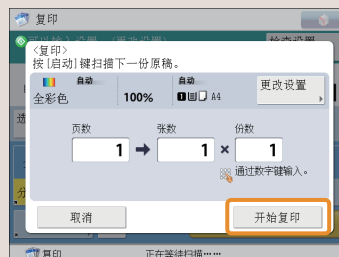 复印
<复印>
按[启动]键扫描下一份原稿。
自动
全彩色
100%
自动
A4
更改设置
页数
张数
份数
1
1
×
1
通过数字键输入。
取消
开始复印
复印
正在等待扫描……